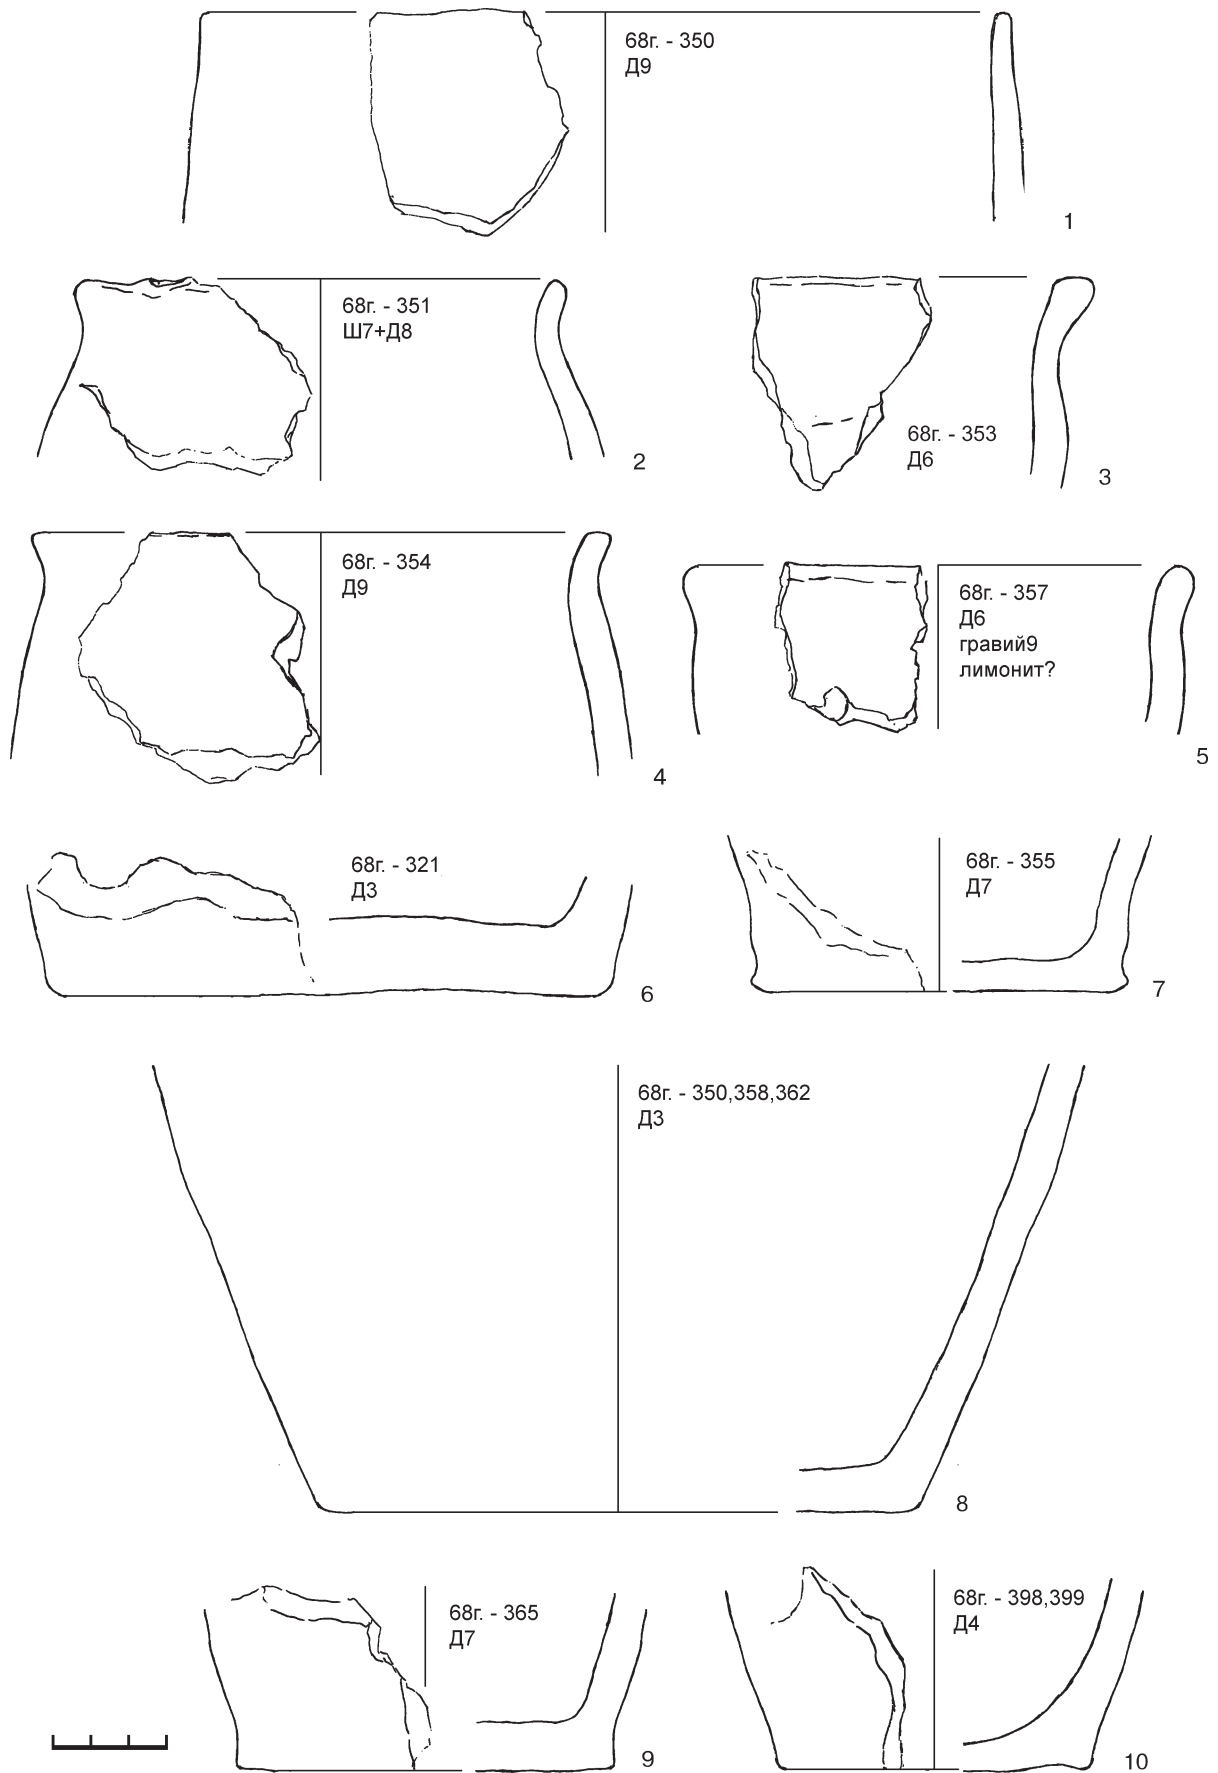 68г. - 350
Д9
1
68г. - 351
Ш7+Д8
2
68г. - 353
Д6
3
68г. - 354
Д9
4
68г. - 357
Д6
гравий9
лимонит?
5
68г. - 321
Д3
6
68г. - 355
Д7
7
68г. - 350,358,362
Д3
8
68г. - 365
Д7
9
68г. - 398,399
Д4
10